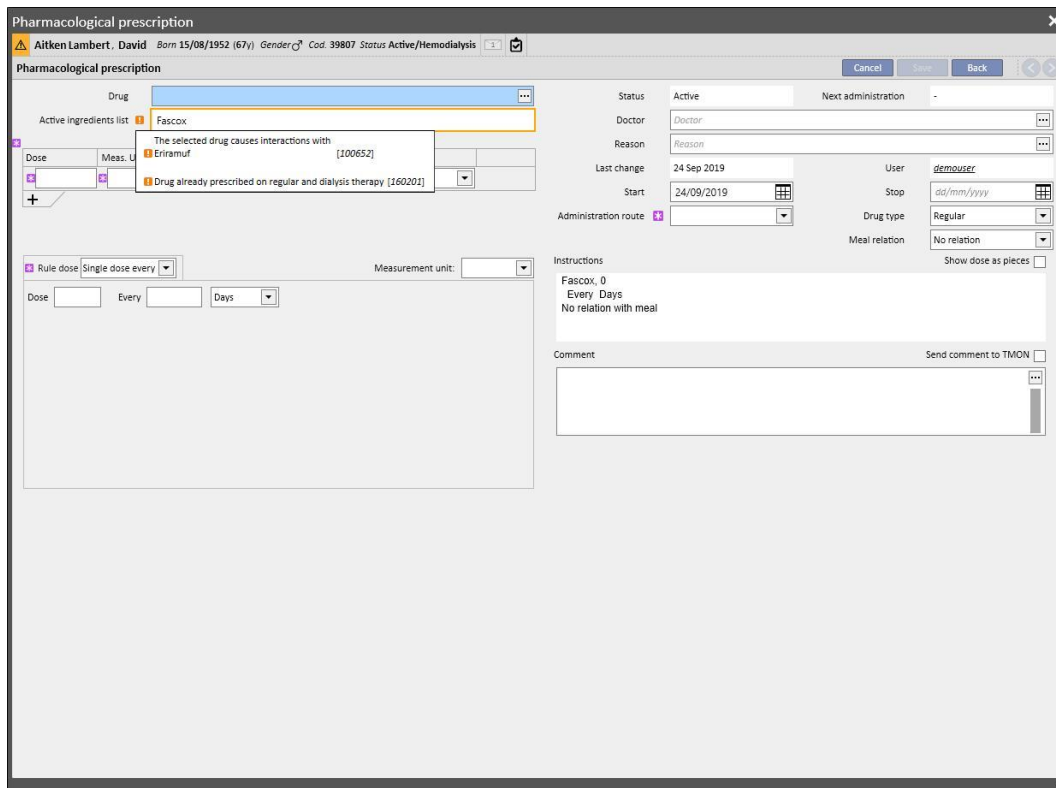 Pharmacological prescription
Aitken Lambert, David Born 15/08/1952 (67y) Gender♂ Cod. 39807 Status Active/Hemodialysis 1
Pharmacological prescription Cancel Save Back
Drug
Active ingredients list Fascox
The selected drug causes interactions with
Eriramuf [100652]
Drug already prescribed on regular and dialysis therapy [160201]
Dose Meas. U
+
Rule dose Single dose every Measurement unit:
Dose Every Days
Status Active Next administration -
Doctor Doctor
Reason Reason
Last change 24 Sep 2019 User demouser
Start 24/09/2019 Stop dd/mm/yyyy
Administration route Drug type Regular
Meal relation No relation
Instructions Show dose as pieces
Fascox, 0
Every Days
No relation with meal
Comment Send comment to TMON